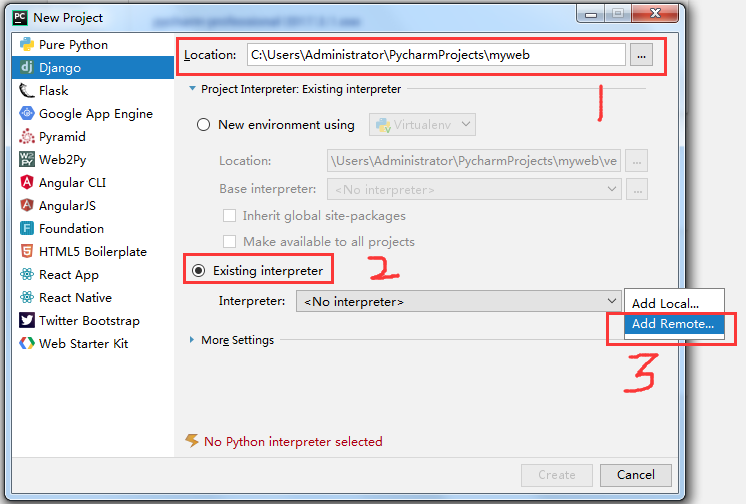 New Project
Pure Python
Django
Flask
Google App Engine
Pyramid
Web2Py
Angular CLI
AngularJS
Foundation
HTML5 Boilerplate
React App
React Native
Twitter Bootstrap
Web Starter Kit
Location: C:\Users\Administrator\PycharmProjects\myweb ...
1
Project Interpreter: Existing interpreter
New environment using Virtualenv
Location: \Users\Administrator\PycharmProjects\myweb\ve ...
Base interpreter: <No interpreter> ...
Inherit global site-packages
Make available to all projects
Existing interpreter 2
Interpreter: <No interpreter>
Add Local...
Add Remote...
3
More Settings
No Python interpreter selected
Create Cancel